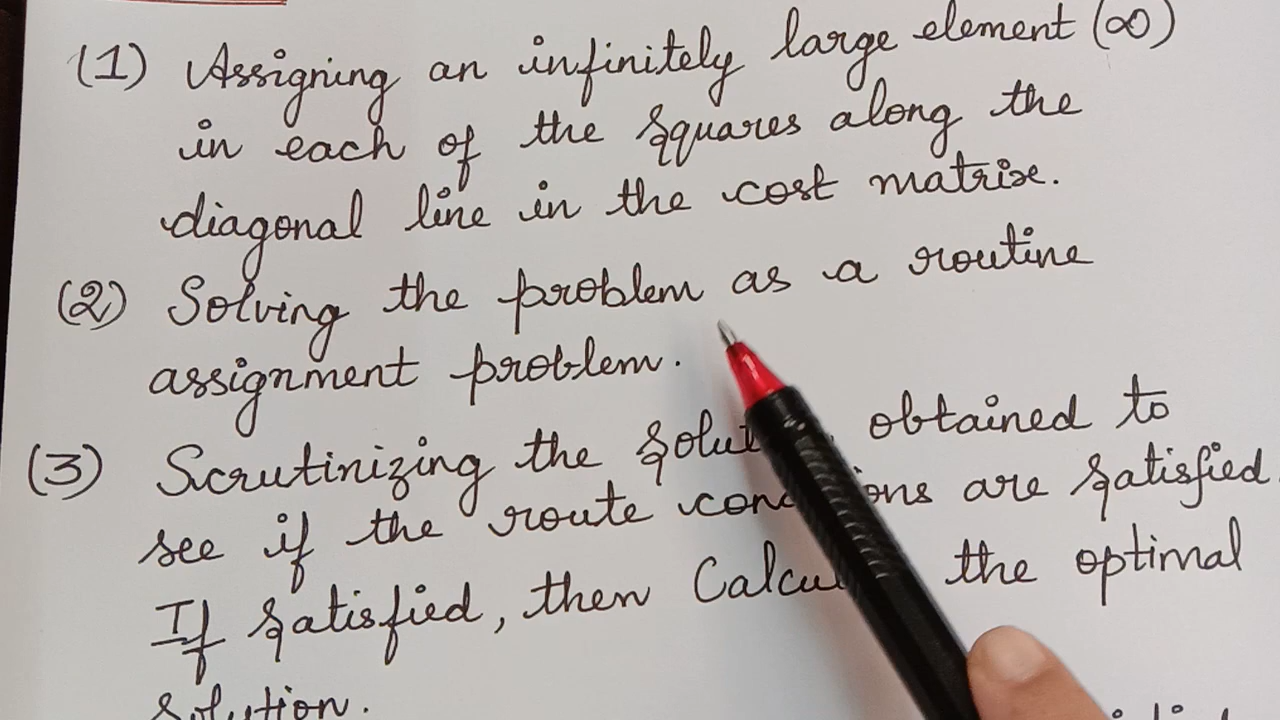 (1) Assigning an infinitely large element (∞)
in each of the squares along the
diagonal line in the cost matrix.
(2) Solving the problem as a routine
assignment problem.
(3) Scrutinizing the obtained to
see if the route are satisfied.
If satisfied, then the optimal
solution.